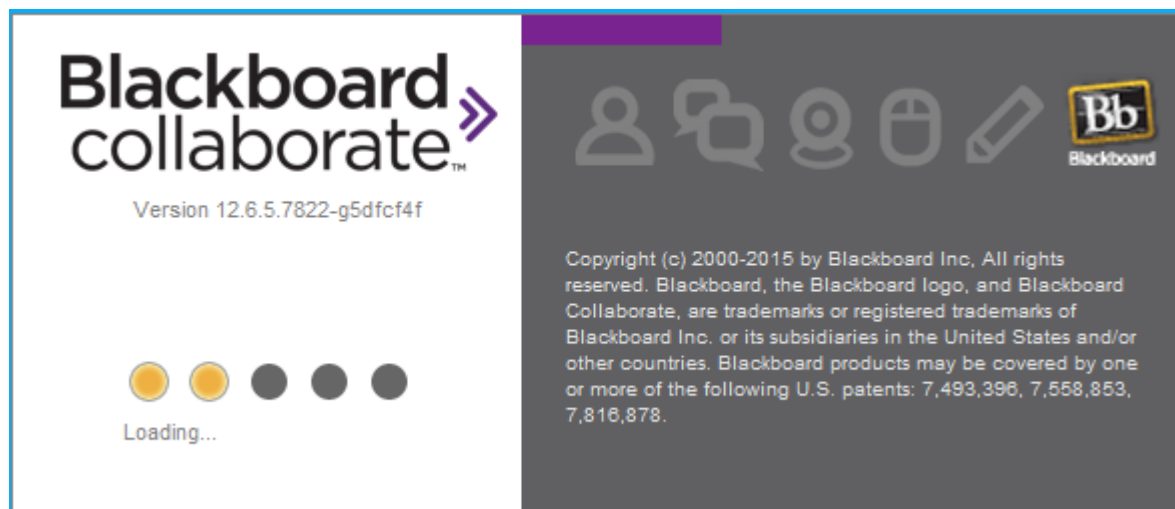 Blackboard
collaborate™
Version 12.6.5.7822-g5dfcf4f
Loading...
Bb
Blackboard
Copyright (c) 2000-2015 by Blackboard Inc, All rights
reserved. Blackboard, the Blackboard logo, and Blackboard
Collaborate, are trademarks or registered trademarks of
Blackboard Inc. or its subsidiaries in the United States and/or
other countries. Blackboard products may be covered by one
or more of the following U.S. patents: 7,493,396, 7,558,853,
7,816,878.